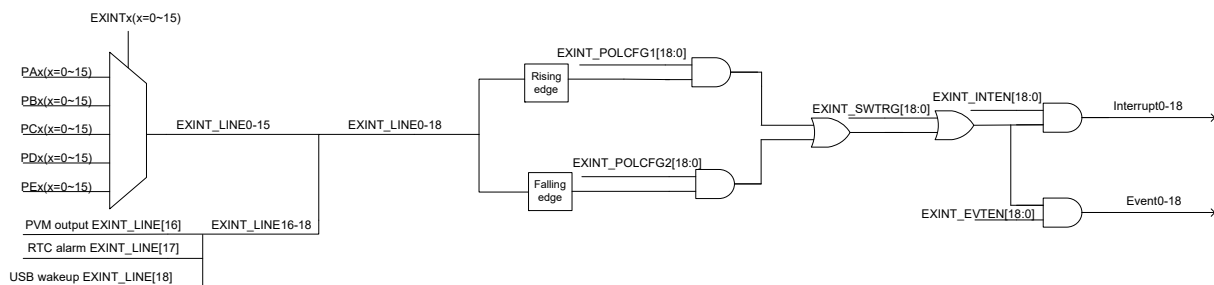 EXINTx(x=0~15)
PAx(x=0~15)
PBx(x=0~15)
PCx(x=0~15)
PDx(x=0~15)
PEx(x=0~15)
EXINT_LINE0-15
EXINT_LINE0-18
PVM output EXINT_LINE[16]
EXINT_LINE16-18
RTC alarm EXINT_LINE[17]
USB wakeup EXINT_LINE[18]
Rising
edge
Falling
edge
EXINT_POLCFG1[18:0]
EXINT_POLCFG2[18:0]
EXINT_SWTRG[18:0]
EXINT_INTEN[18:0]
Interrupt0-18
EXINT_EVTEN[18:0]
Event0-18